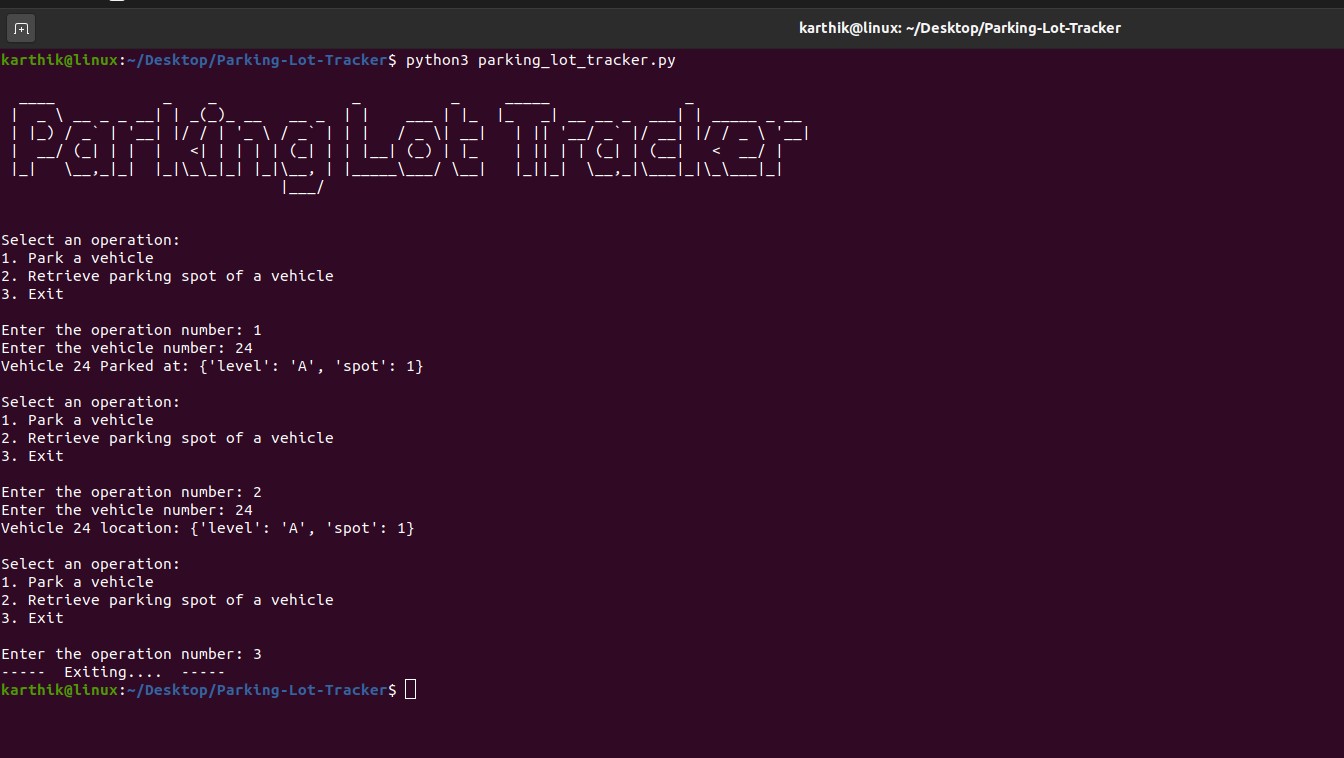 karthik@linux: ~/Desktop/Parking-Lot-Tracker
karthik@linux:~/Desktop/Parking-Lot-Tracker$ python3 parking_lot_tracker.py
Parking Lot Tracker
Select an operation:
1. Park a vehicle
2. Retrieve parking spot of a vehicle
3. Exit
Enter the operation number: 1
Enter the vehicle number: 24
Vehicle 24 Parked at: {'level': 'A', 'spot': 1}
Select an operation:
1. Park a vehicle
2. Retrieve parking spot of a vehicle
3. Exit
Enter the operation number: 2
Enter the vehicle number: 24
Vehicle 24 location: {'level': 'A', 'spot': 1}
Select an operation:
1. Park a vehicle
2. Retrieve parking spot of a vehicle
3. Exit
Enter the operation number: 3
-----  Exiting....  -----
karthik@linux:~/Desktop/Parking-Lot-Tracker$